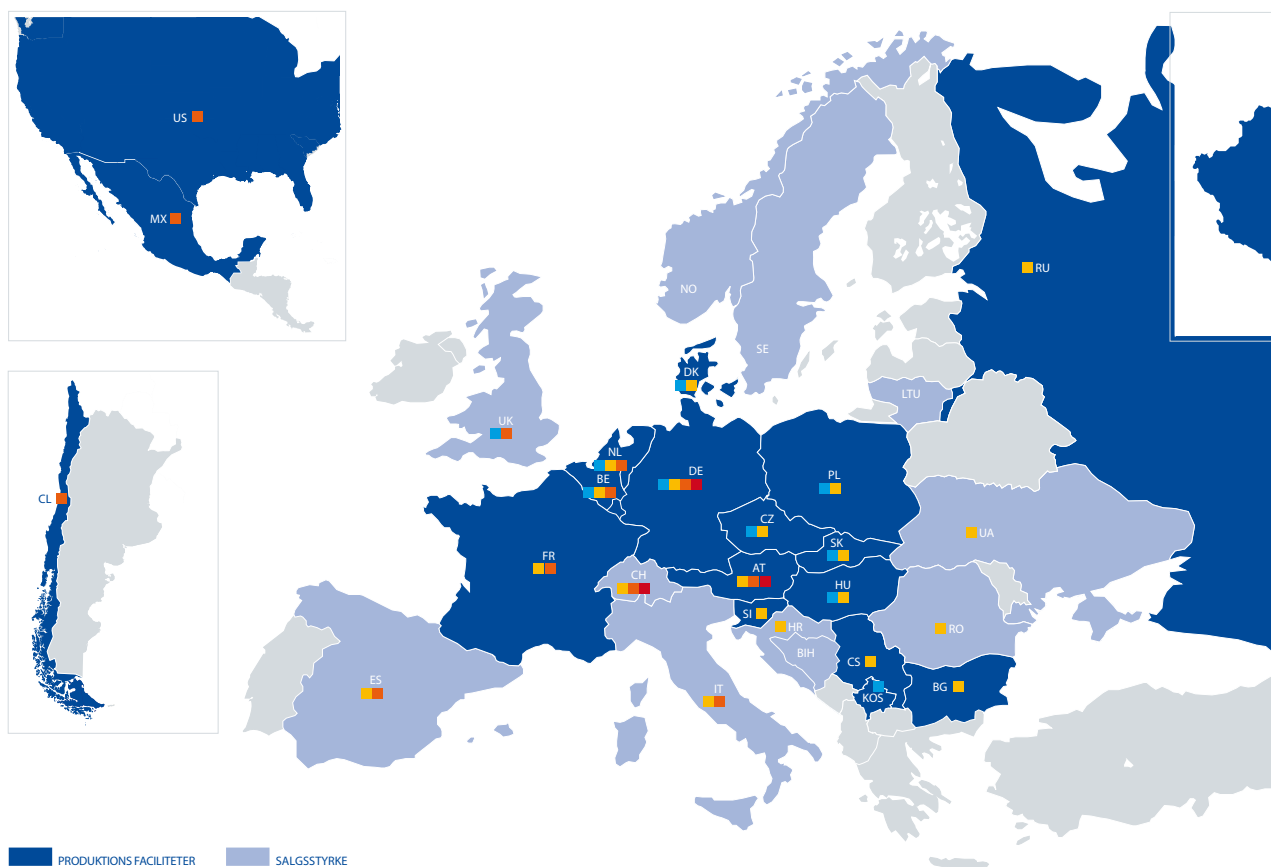 US
MX
CL
NO
SE
RU
DK
LTU
UK
NL
BE
DE
PL
CZ
SK
UA
FR
CH
AT
HU
SI
HR
BIH
RO
CS
KOS
BG
ES
IT
PRODUKTIONS FACILITETER
SALGSSTYRKE